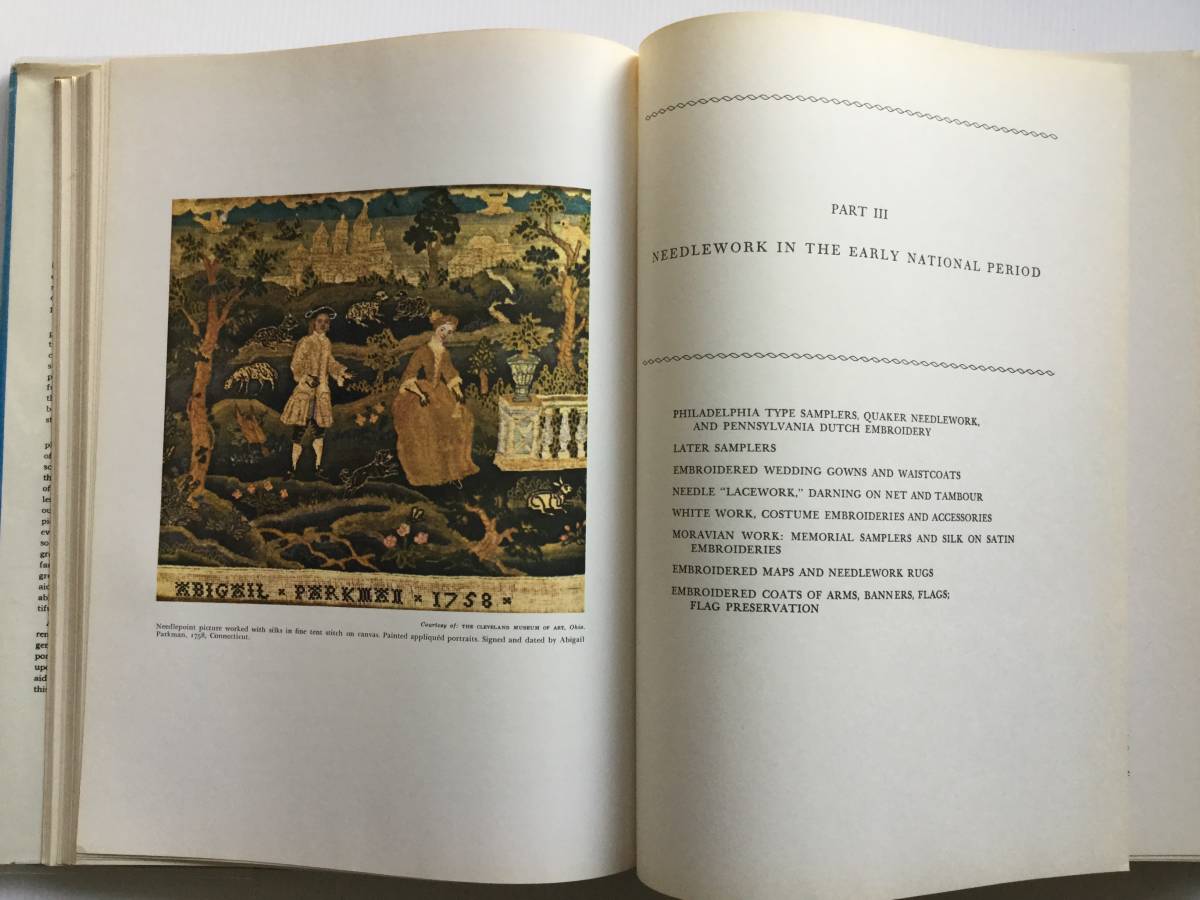 ABIGAIL × PARKMAN × 1758 ×
Courtesy of: THE CLEVELAND MUSEUM OF ART, Ohio.
Needlepoint picture worked with silks in fine tent stitch on canvas. Painted appliquéd portraits. Signed and dated by Abigail
Parkman, 1758; Connecticut.
PART III
NEEDLEWORK IN THE EARLY NATIONAL PERIOD
PHILADELPHIA TYPE SAMPLERS, QUAKER NEEDLEWORK,
AND PENNSYLVANIA DUTCH EMBROIDERY
LATER SAMPLERS
EMBROIDERED WEDDING GOWNS AND WAISTCOATS
NEEDLE "LACEWORK," DARNING ON NET AND TAMBOUR
WHITE WORK, COSTUME EMBROIDERIES AND ACCESSORIES
MORAVIAN WORK: MEMORIAL SAMPLERS AND SILK ON SATIN
EMBROIDERIES
EMBROIDERED MAPS AND NEEDLEWORK RUGS
EMBROIDERED COATS OF ARMS, BANNERS, FLAGS;
FLAG PRESERVATION